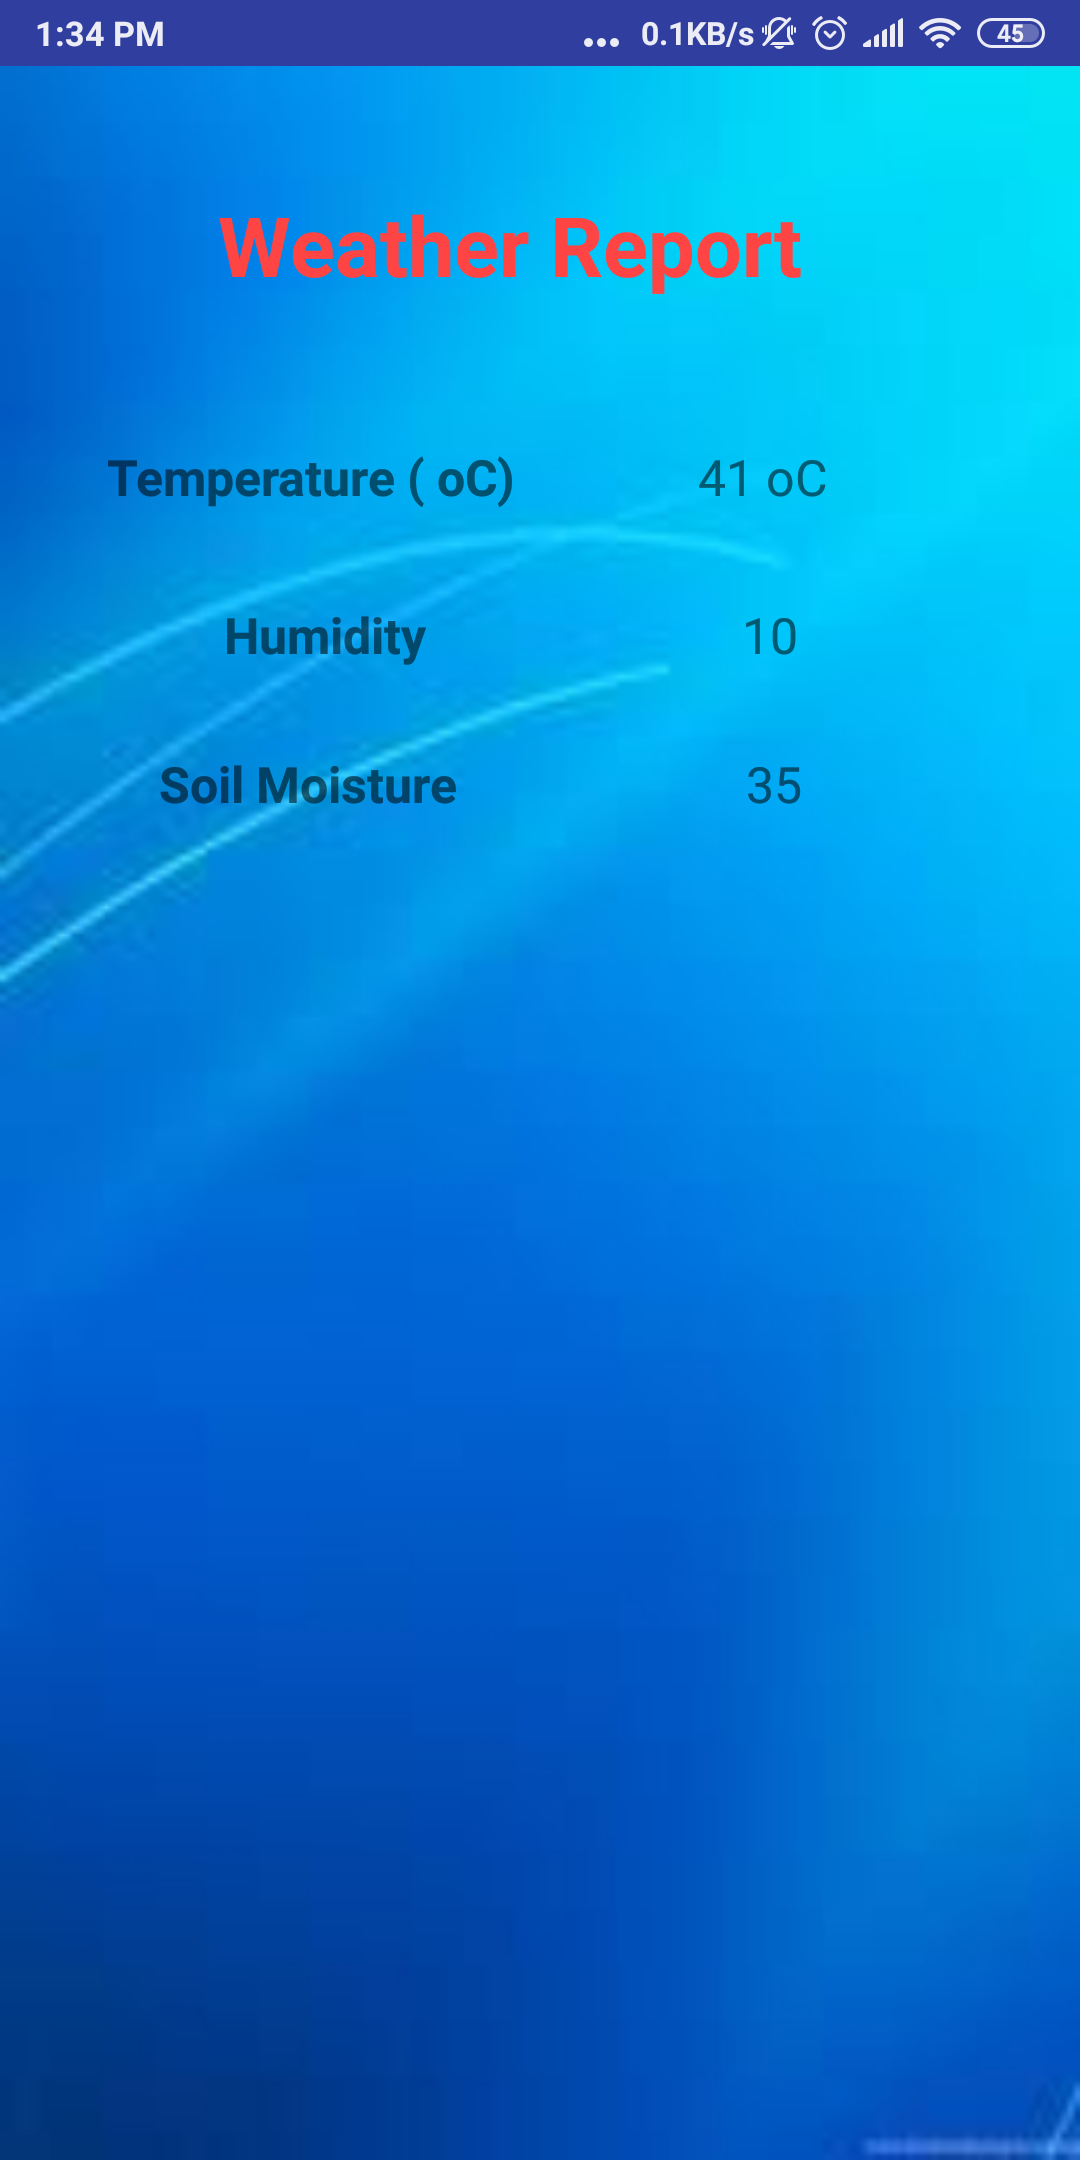 1:34 PM ... 0.1KB/s 45
Weather Report
Temperature ( oC) 41 oC
Humidity 10
Soil Moisture 35